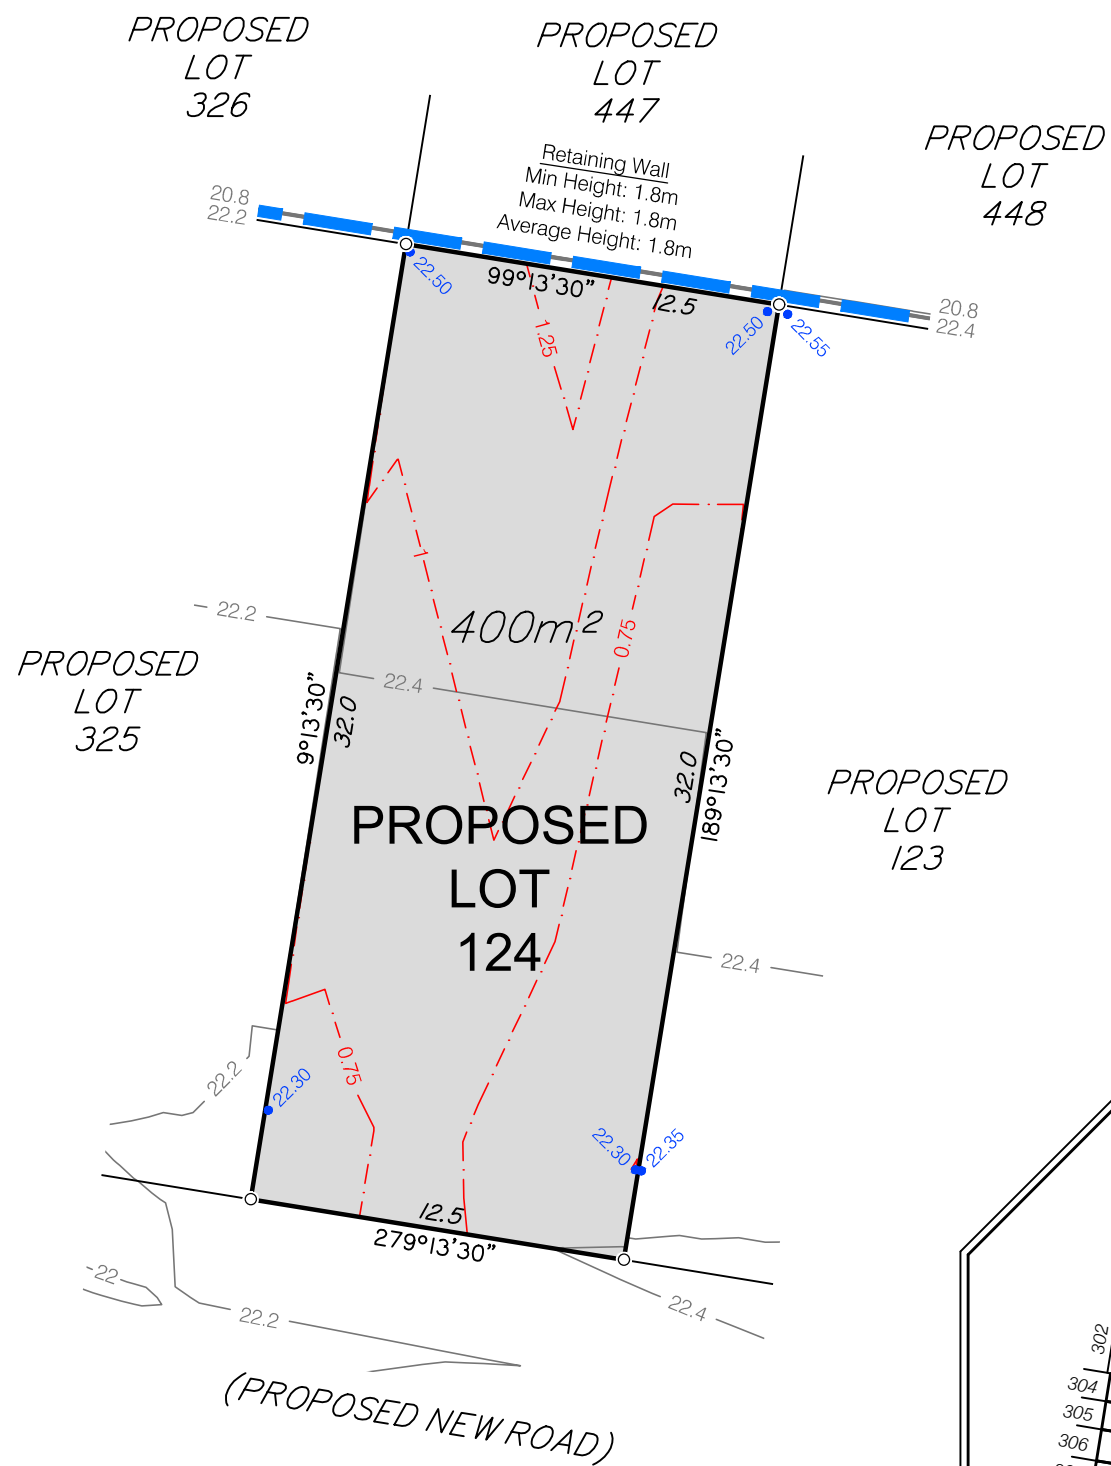 PROPOSED
LOT
326
PROPOSED
LOT
447
PROPOSED
LOT
448
Retaining Wall
Min Height: 1.8m
Max Height: 1.8m
Average Height: 1.8m
20.8
22.2
20.8
22.4
22.50
99°13'30"
12.5
22.50
22.55
1.25
1
0.75
400m²
22.2
22.4
PROPOSED
LOT
325
9°13'30"
32.0
32.0
189°13'30"
PROPOSED
LOT
123
PROPOSED
LOT
124
22.4
22.2
22.30
0.75
22.30
22.35
12.5
279°13'30"
22
22.2
22.4
(PROPOSED NEW ROAD)
302
304
305
306